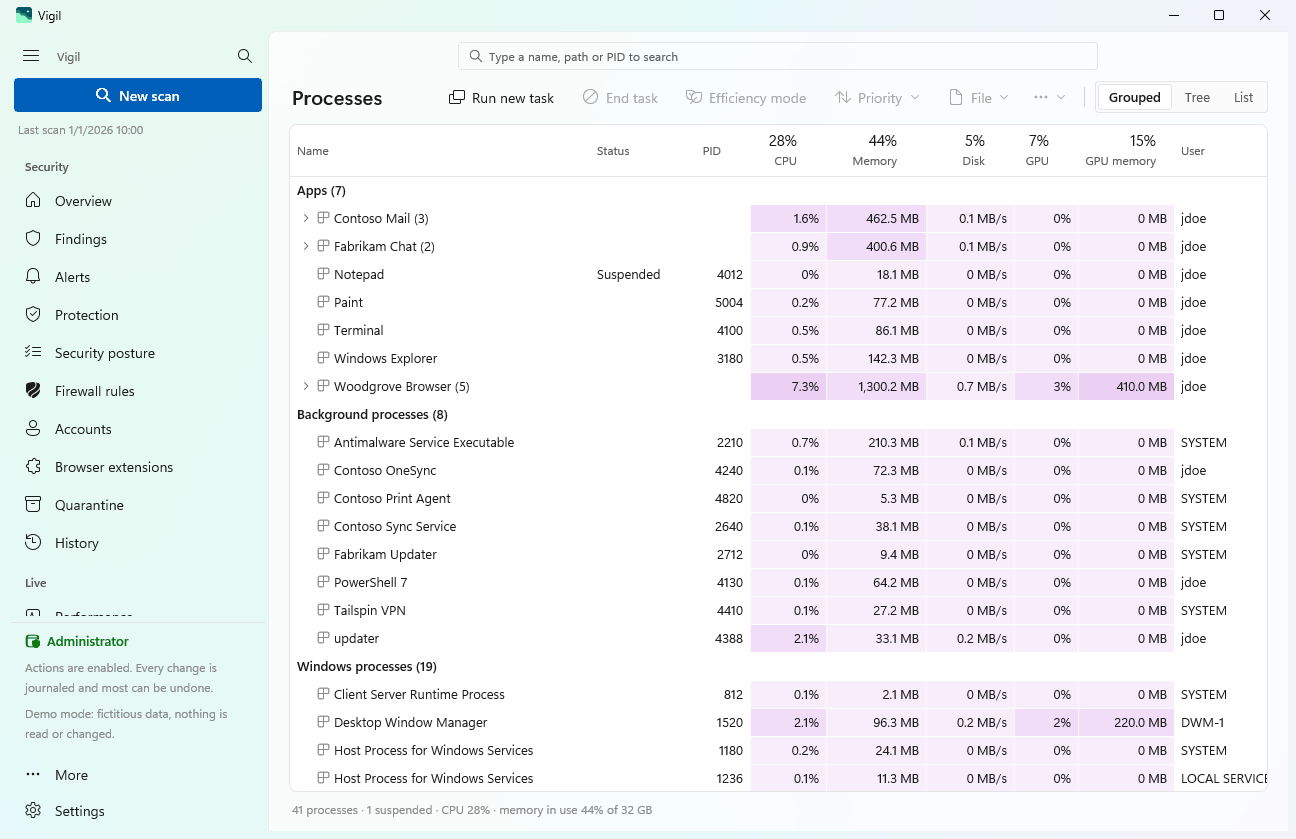 Vigil
Vigil
New scan
Last scan 1/1/2026 10:00
Security
Overview
Findings
Alerts
Protection
Security posture
Firewall rules
Accounts
Browser extensions
Quarantine
History
Live
Performance
Administrator
Actions are enabled. Every change is
journaled and most can be undone.
Demo mode: fictitious data, nothing is
read or changed.
More
Settings
Type a name, path or PID to search
Processes
Run new task
End task
Efficiency mode
Priority
File
Grouped
Tree
List
28% 44% 5% 7% 15%
Name Status PID CPU Memory Disk GPU GPU memory User
Apps (7)
Contoso Mail (3) 1.6% 462.5 MB 0.1 MB/s 0% 0 MB jdoe
Fabrikam Chat (2) 0.9% 400.6 MB 0.1 MB/s 0% 0 MB jdoe
Notepad Suspended 4012 0% 18.1 MB 0 MB/s 0% 0 MB jdoe
Paint 5004 0.2% 77.2 MB 0 MB/s 0% 0 MB jdoe
Terminal 4100 0.5% 86.1 MB 0 MB/s 0% 0 MB jdoe
Windows Explorer 3180 0.5% 142.3 MB 0 MB/s 0% 0 MB jdoe
Woodgrove Browser (5) 7.3% 1,300.2 MB 0.7 MB/s 3% 410.0 MB jdoe
Background processes (8)
Antimalware Service Executable 2210 0.7% 210.3 MB 0.1 MB/s 0% 0 MB SYSTEM
Contoso OneSync 4240 0.1% 72.3 MB 0 MB/s 0% 0 MB jdoe
Contoso Print Agent 4820 0% 5.3 MB 0 MB/s 0% 0 MB SYSTEM
Contoso Sync Service 2640 0.1% 38.1 MB 0 MB/s 0% 0 MB SYSTEM
Fabrikam Updater 2712 0% 9.4 MB 0 MB/s 0% 0 MB SYSTEM
PowerShell 7 4130 0.1% 64.2 MB 0 MB/s 0% 0 MB jdoe
Tailspin VPN 4410 0.1% 27.2 MB 0 MB/s 0% 0 MB SYSTEM
updater 4388 2.1% 33.1 MB 0.2 MB/s 0% 0 MB jdoe
Windows processes (19)
Client Server Runtime Process 812 0.1% 2.1 MB 0 MB/s 0% 0 MB SYSTEM
Desktop Window Manager 1520 2.1% 96.3 MB 0.2 MB/s 2% 220.0 MB DWM-1
Host Process for Windows Services 1180 0.2% 24.1 MB 0 MB/s 0% 0 MB SYSTEM
Host Process for Windows Services 1236 0.1% 11.3 MB 0 MB/s 0% 0 MB LOCAL SERVICE
41 processes · 1 suspended · CPU 28% · memory in use 44% of 32 GB